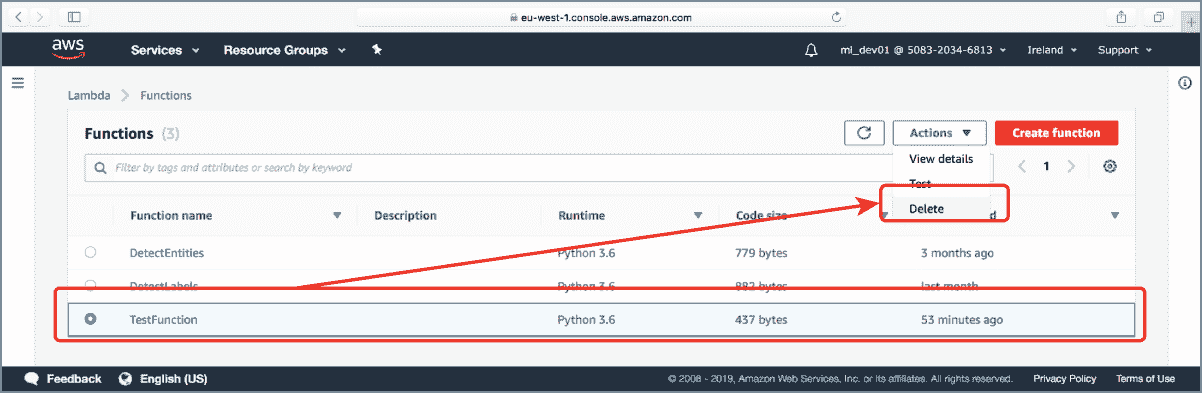 eu-west-1.console.aws.amazon.com
aws Services Resource Groups ml_dev01 @ 5083-2034-6813 Ireland Support
Lambda Functions
Functions (3) Actions Create function
View details
Filter by tags and attributes or search by keyword 1
Test
Delete
Function name Description Runtime Code size d
DetectEntities Python 3.6 779 bytes 3 months ago
DetectLabels Python 3.6 882 bytes last month
TestFunction Python 3.6 437 bytes 53 minutes ago
Feedback English (US) © 2008 - 2019, Amazon Web Services, Inc. or its affiliates. All rights reserved. Privacy Policy Terms of Use